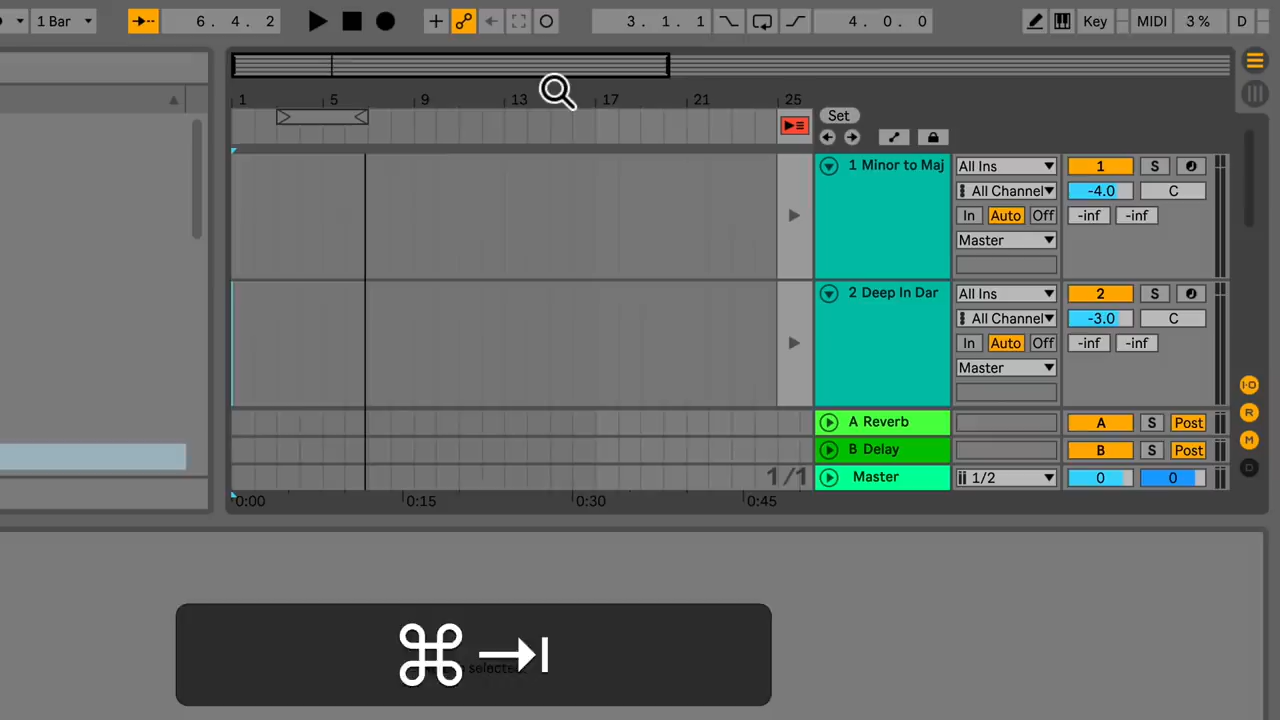 1 Bar 6. 4. 2 3. 1. 1 4. 0. 0 Key MIDI 3 % D
1 5 9 13 17 21 25
Set
1 Minor to Maj All Ins 1 S
All Channel -4.0 C
In Auto Off -inf -inf
Master
2 Deep In Dar All Ins 2 S
All Channel -3.0 C
In Auto Off -inf -inf
Master
I·O
R
M
D
A Reverb A S Post
B Delay B S Post
1/1 Master 1/2 0 0
0:00 0:15 0:30 0:45
⌘ ⇥